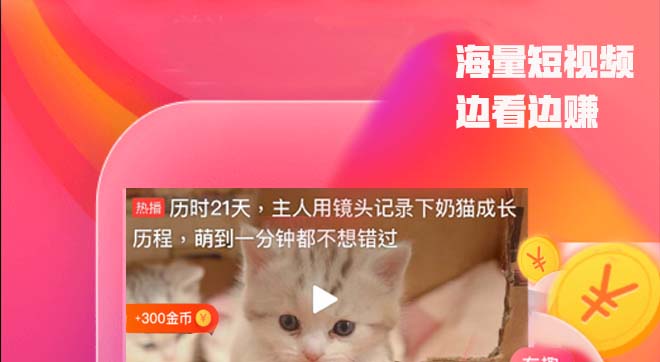 海量短视频
边看边赚
热播 历时21天，主人用镜头记录下奶猫成长
历程，萌到一分钟都不想错过
+300金币